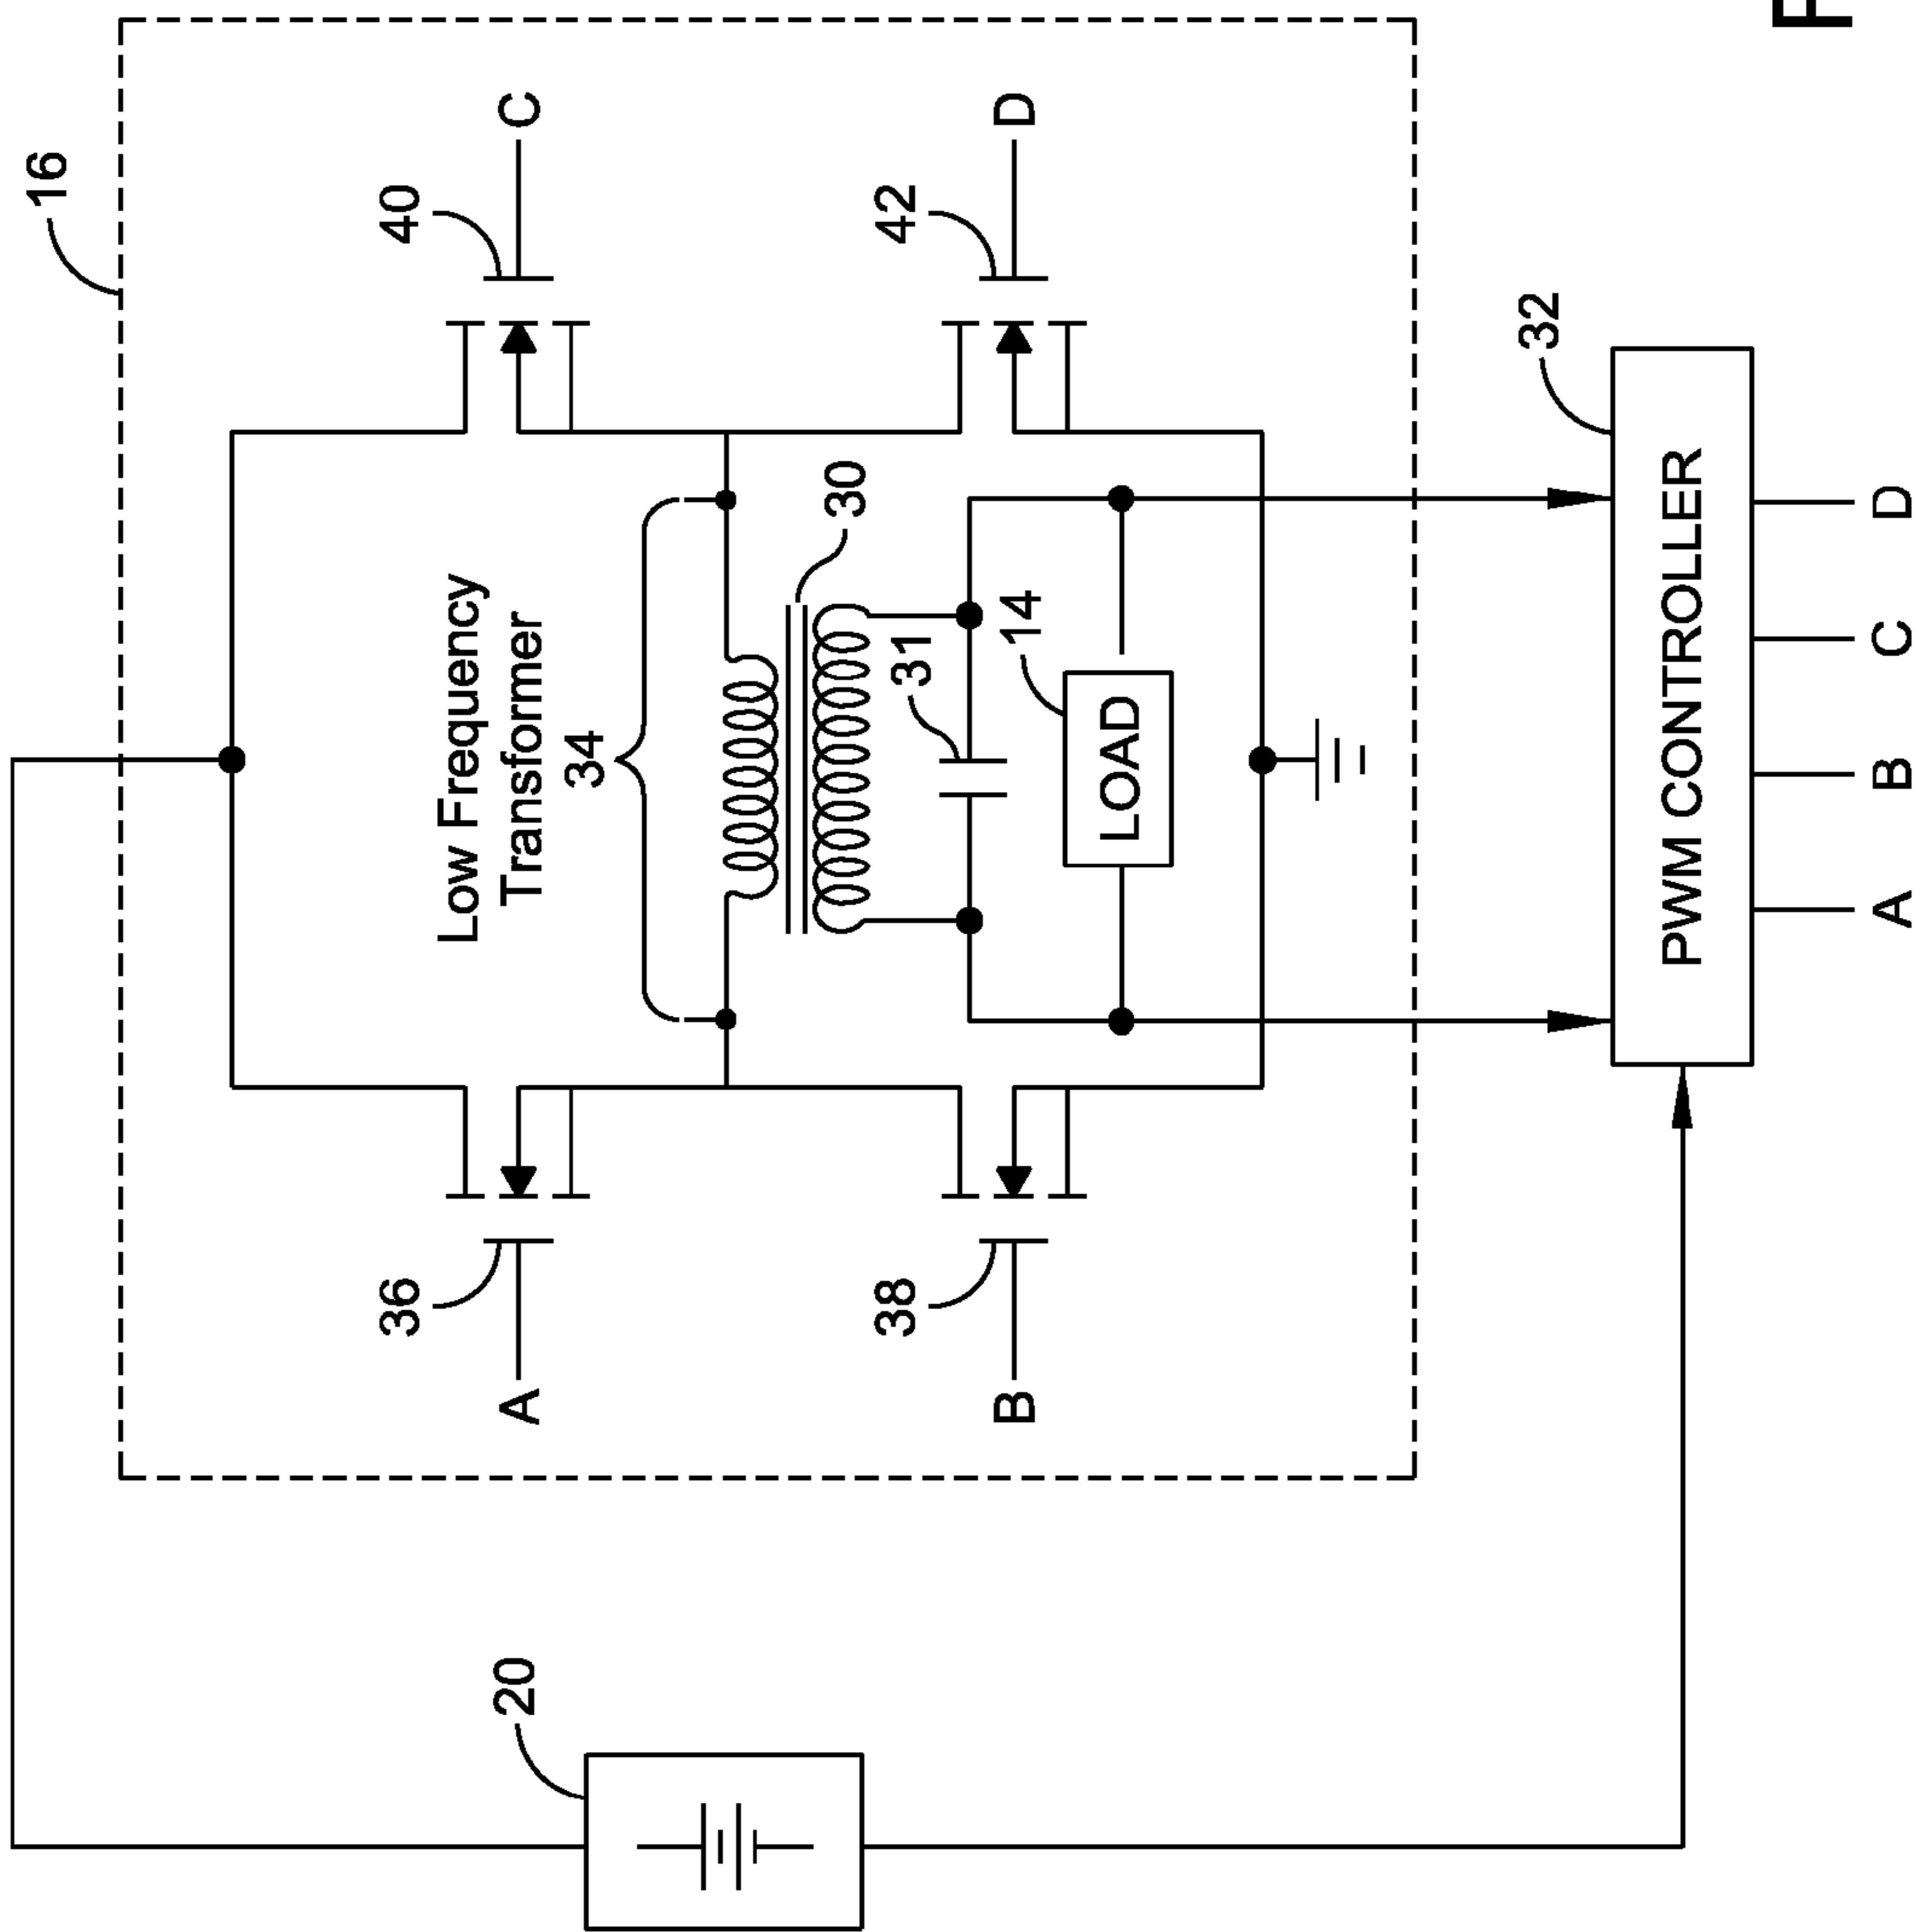 16
36
40
Low Frequency
Transformer
20
A
C
34
30
38
31
42
B
14
D
LOAD
32
PWM CONTROLLER
A B C D